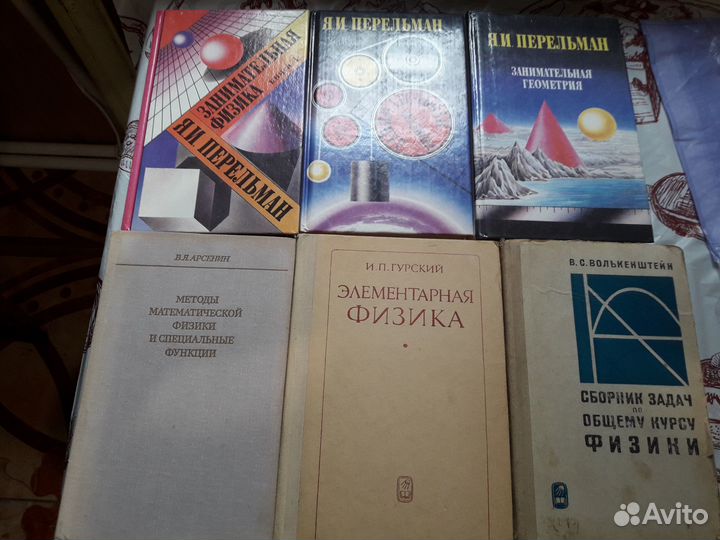 ЗАНИМАТЕЛЬНАЯ
ФИЗИКА
Я.И. ПЕРЕЛЬМАН
Я.И. ПЕРЕЛЬМАН
Я.И. ПЕРЕЛЬМАН
ЗАНИМАТЕЛЬНАЯ
ГЕОМЕТРИЯ
В.Я. АРСЕНИН
МЕТОДЫ
МАТЕМАТИЧЕСКОЙ
ФИЗИКИ
И СПЕЦИАЛЬНЫЕ
ФУНКЦИИ
И. П. ГУРСКИЙ
ЭЛЕМЕНТАРНАЯ
ФИЗИКА
В. С. ВОЛЬКЕНШТЕЙН
СБОРНИК ЗАДАЧ
по
ОБЩЕМУ КУРСУ
ФИЗИКИ
Avito